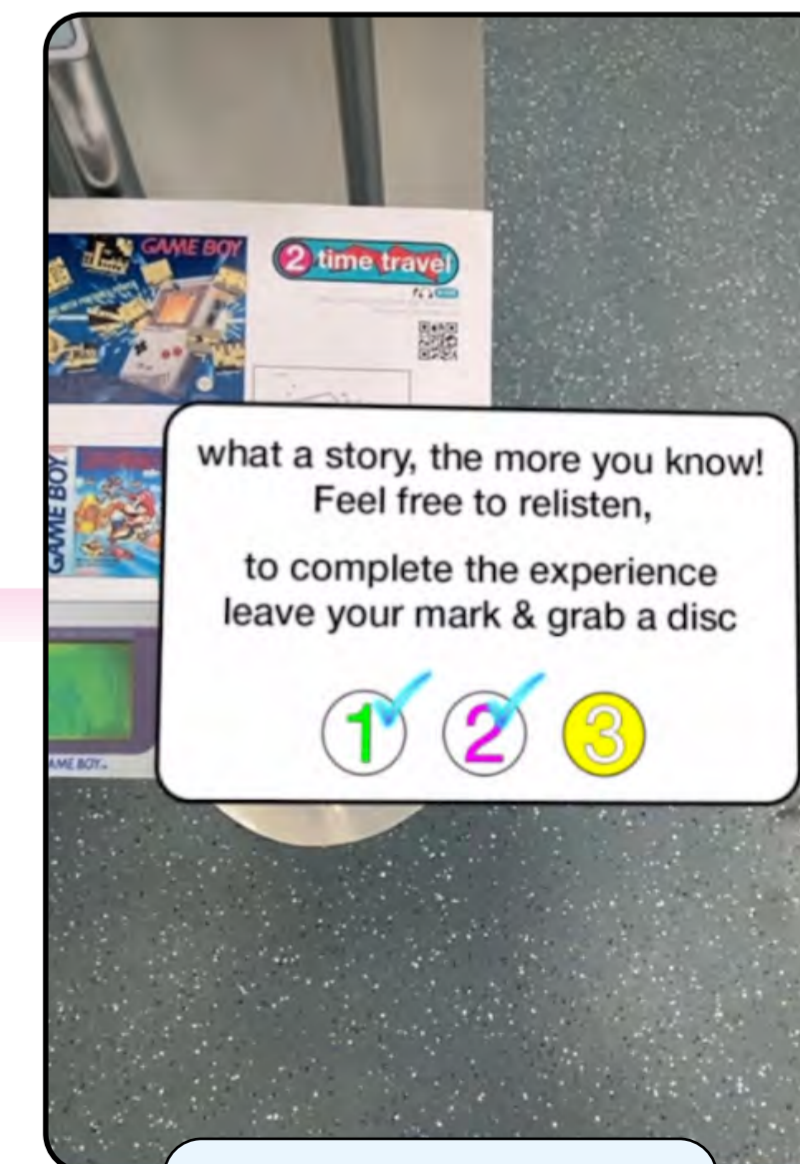 GAME BOY
2 time travel
GAME BOY
what a story, the more you know!
Feel free to relisten,
to complete the experience
leave your mark & grab a disc
1 2 3
GAME BOY